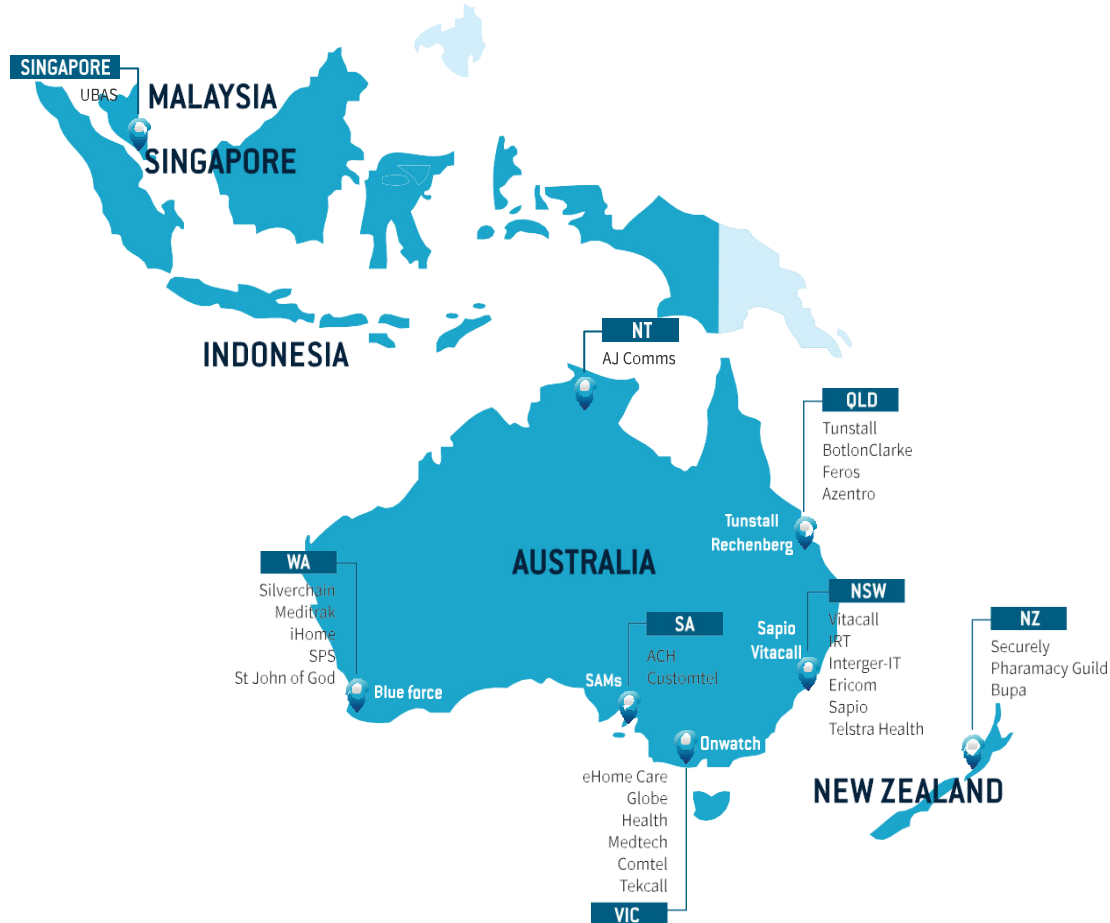 SINGAPORE
UBAS
MALAYSIA
SINGAPORE
INDONESIA
NT
AJ Comms
QLD
Tunstall
BotlonClarke
Feros
Azentro
Tunstall
Rechenberg
AUSTRALIA
WA
Silverchain
Meditrak
iHome
SPS
St John of God
Blue force
SA
ACH
Customtel
SAMs
Sapio
Vitacall
NSW
Vitacall
IRT
Interger-IT
Ericom
Sapio
Telstra Health
NZ
Securely
Pharamacy Guild
Bupa
Onwatch
eHome Care
Globe
Health
Medtech
Comtel
Tekcall
VIC
NEW ZEALAND